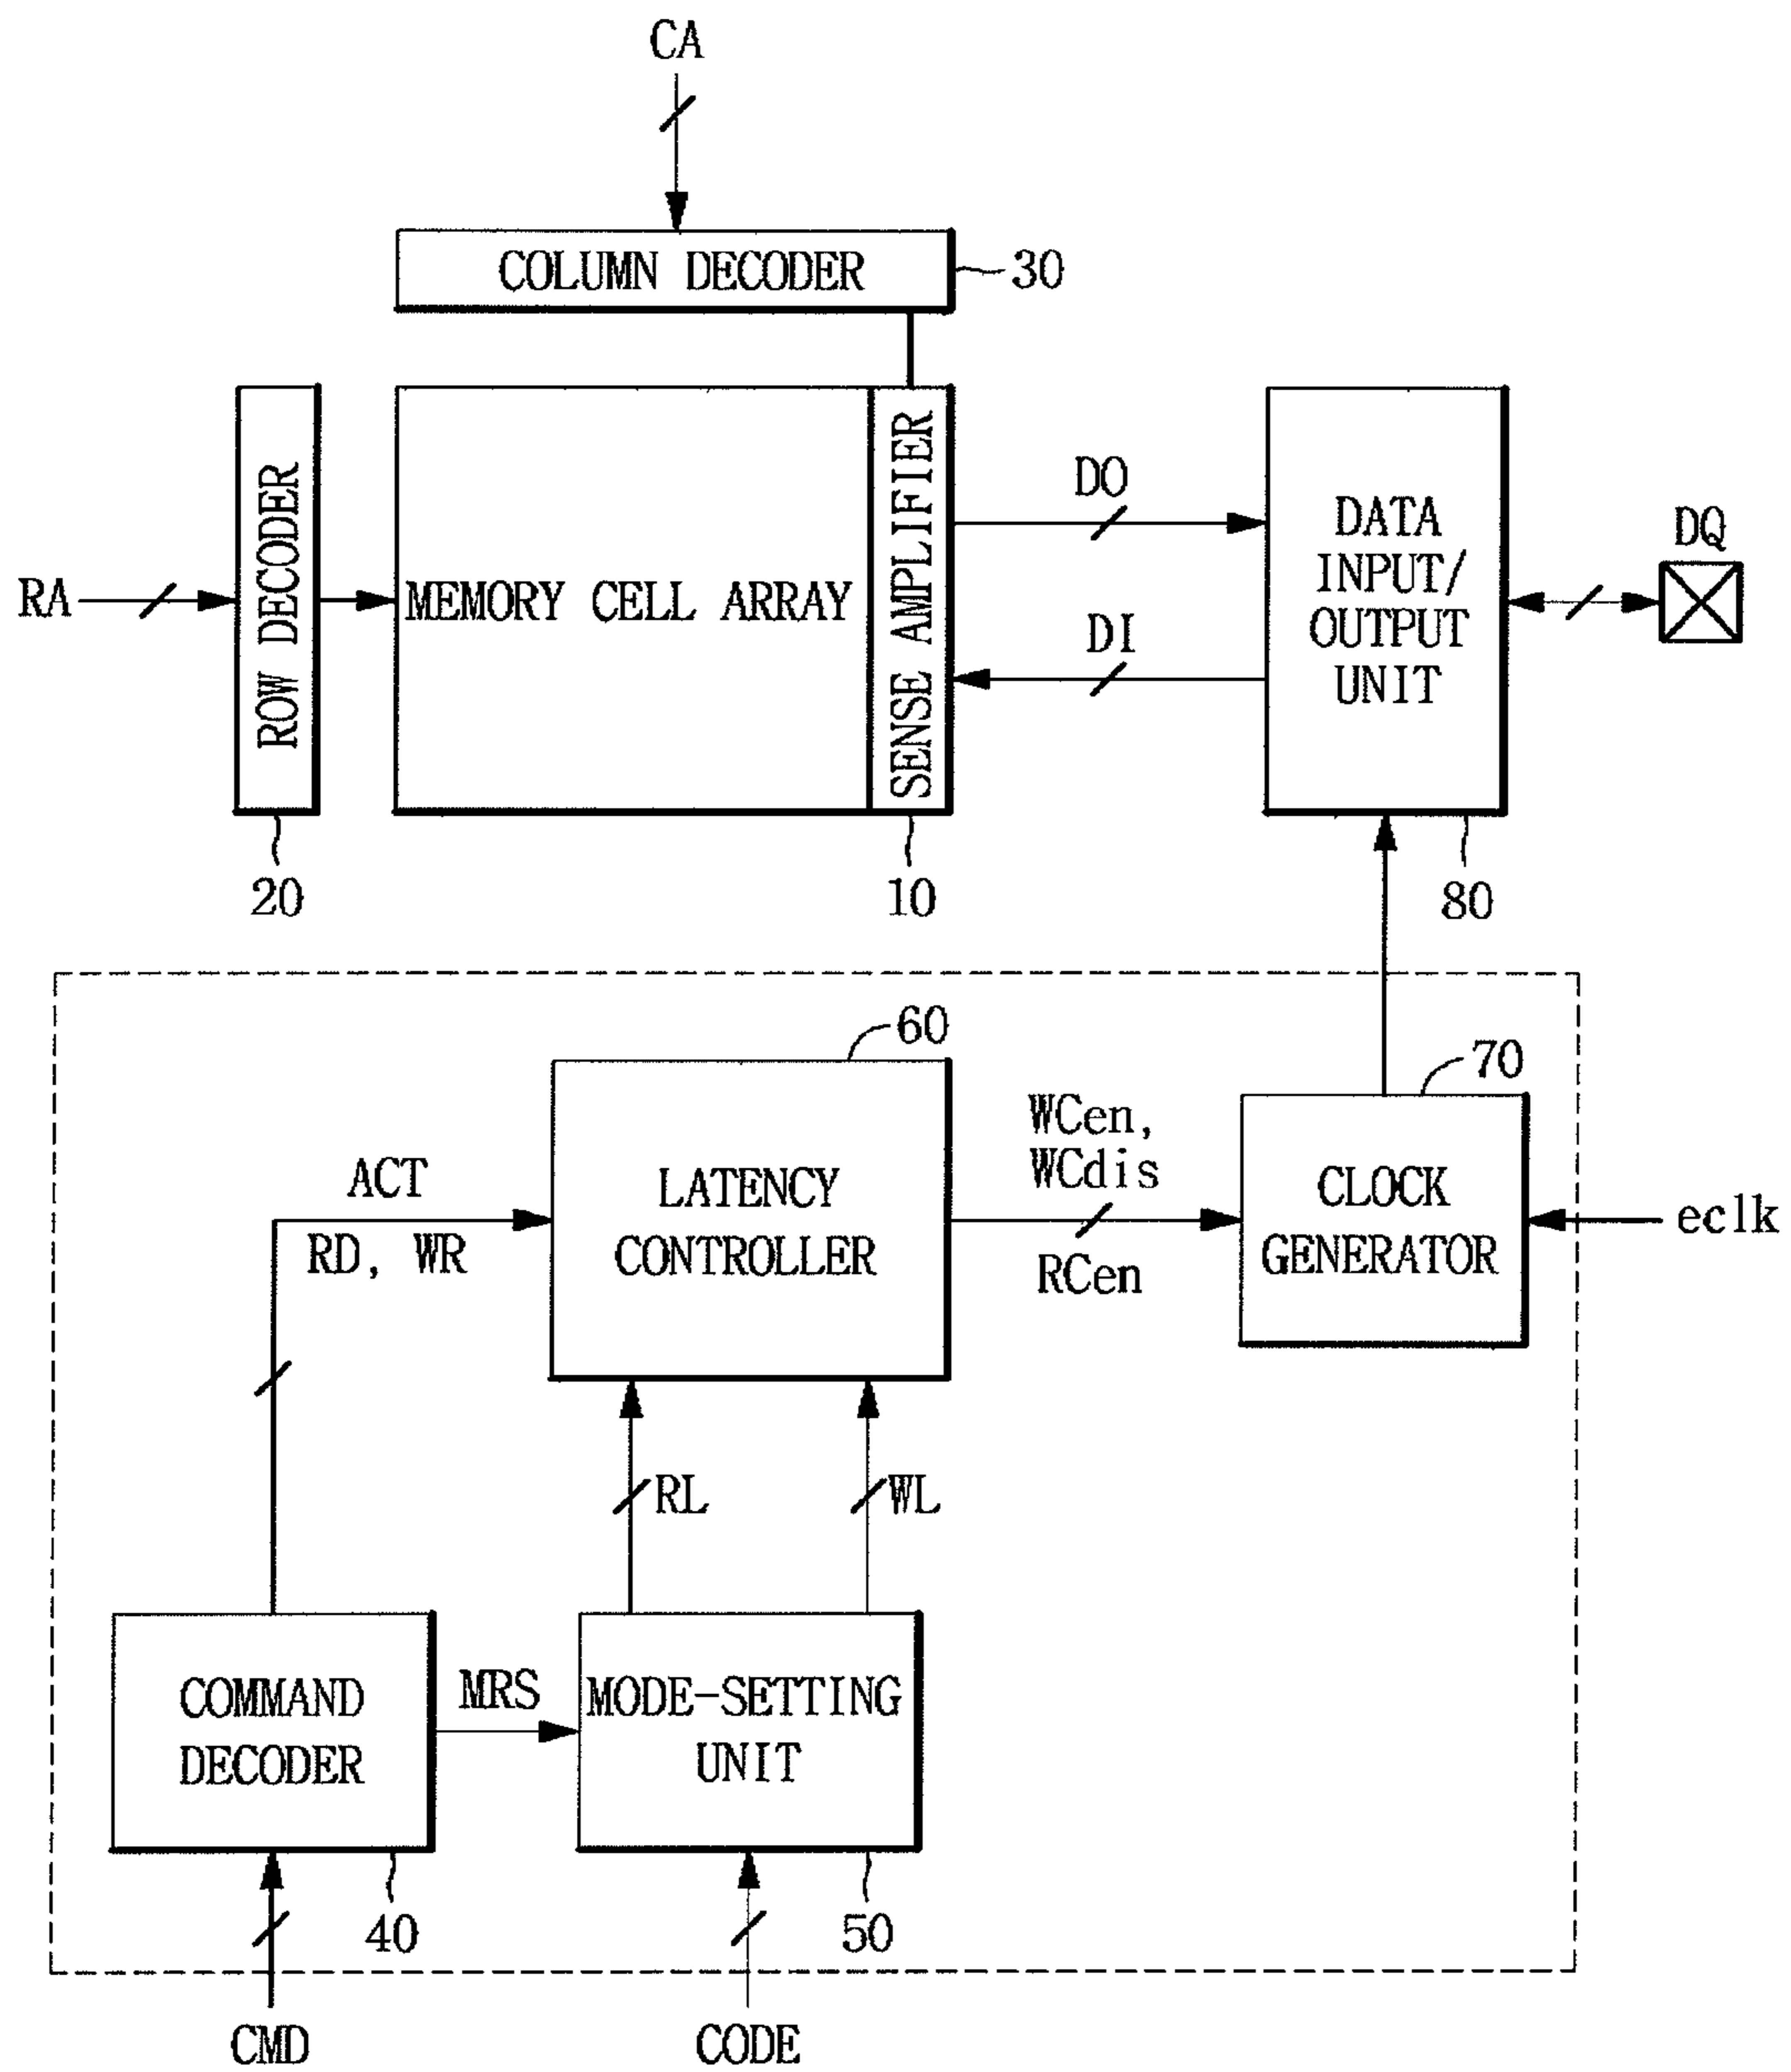 CA
COLUMN DECODER
30
ROW DECODER
MEMORY CELL ARRAY
SENSE AMPLIFIER
DO
DI
DATA
INPUT/
OUTPUT
UNIT
DQ
RA
20
10
80
60
70
ACT
RD, WR
LATENCY
CONTROLLER
WCen,
WCdis
RCen
CLOCK
GENERATOR
eclk
RL
WL
COMMAND
DECODER
MRS
MODE-SETTING
UNIT
40
50
CMD
CODE